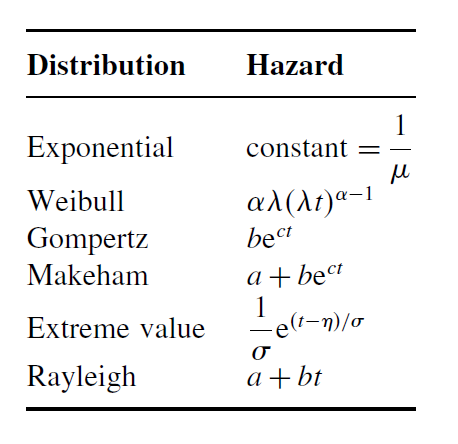 Distribution Hazard
Exponential constant = 1/μ
Weibull αλ(λt)^{α−1}
Gompertz be^{ct}
Makeham a + be^{ct}
Extreme value 1/σ e^{(t−η)/σ}
Rayleigh a + bt